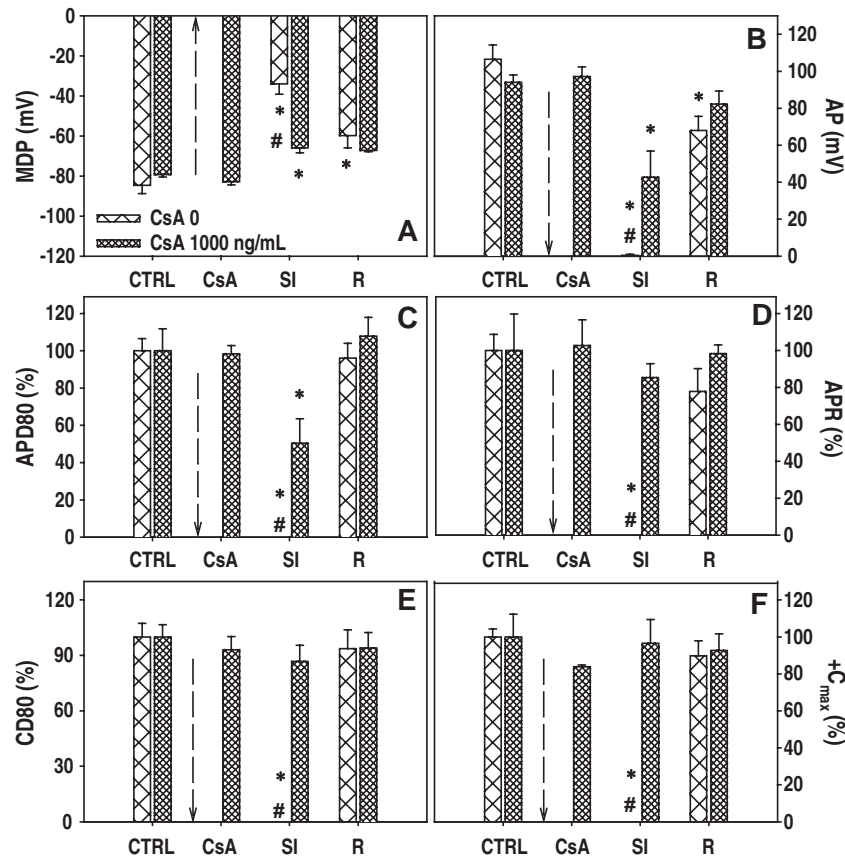 0
-20
-40
-60
-80
-100
-120
MDP (mV)
*
#
*
*
CsA 0
CsA 1000 ng/mL
A
CTRL CsA SI R
B
120
100
80
60
40
20
0
AP
(mV)
*
#
*
*
CTRL CsA SI R
120
100
80
60
40
20
0
APD80 (%)
C
*
*
#
CTRL CsA SI R
D
120
100
80
60
40
20
0
APR (%)
*
#
CTRL CsA SI R
120
90
60
30
0
CD80 (%)
E
*
#
CTRL CsA SI R
F
120
100
80
60
40
20
0
+Cmax (%)
*
#
CTRL CsA SI R